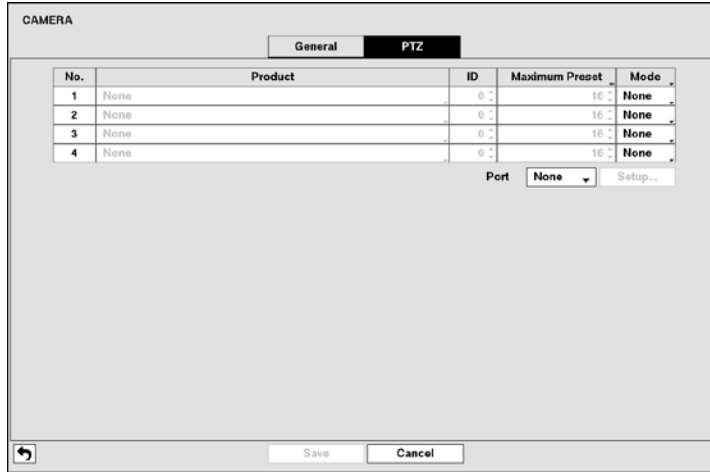 CAMERA
General PTZ
No. Product ID Maximum Preset Mode
1 None 0 16 None
2 None 0 16 None
3 None 0 16 None
4 None 0 16 None
Port None Setup...
Save Cancel